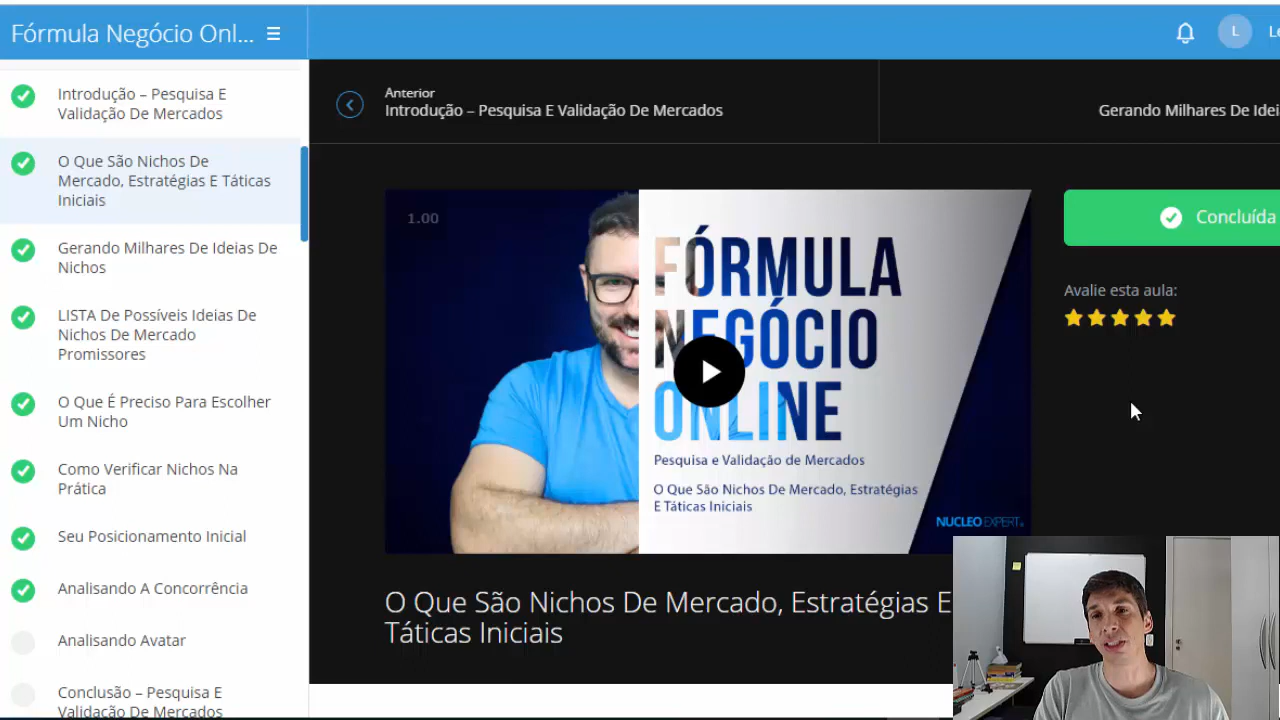 Fórmula Negócio Onl...
L
Introdução – Pesquisa E
Validação De Mercados
O Que São Nichos De
Mercado, Estratégias E Táticas
Iniciais
Gerando Milhares De Ideias De
Nichos
LISTA De Possíveis Ideias De
Nichos De Mercado
Promissores
O Que É Preciso Para Escolher
Um Nicho
Como Verificar Nichos Na
Prática
Seu Posicionamento Inicial
Analisando A Concorrência
Analisando Avatar
Conclusão – Pesquisa E
Validação De Mercados
Anterior
Introdução – Pesquisa E Validação De Mercados
Gerando Milhares De Idei
1.00
FÓRMULA
NEGÓCIO
ONLINE
Pesquisa e Validação de Mercados
O Que São Nichos De Mercado, Estratégias
E Táticas Iniciais
NUCLEO EXPERT
Concluída
Avalie esta aula:
O Que São Nichos De Mercado, Estratégias E
Táticas Iniciais